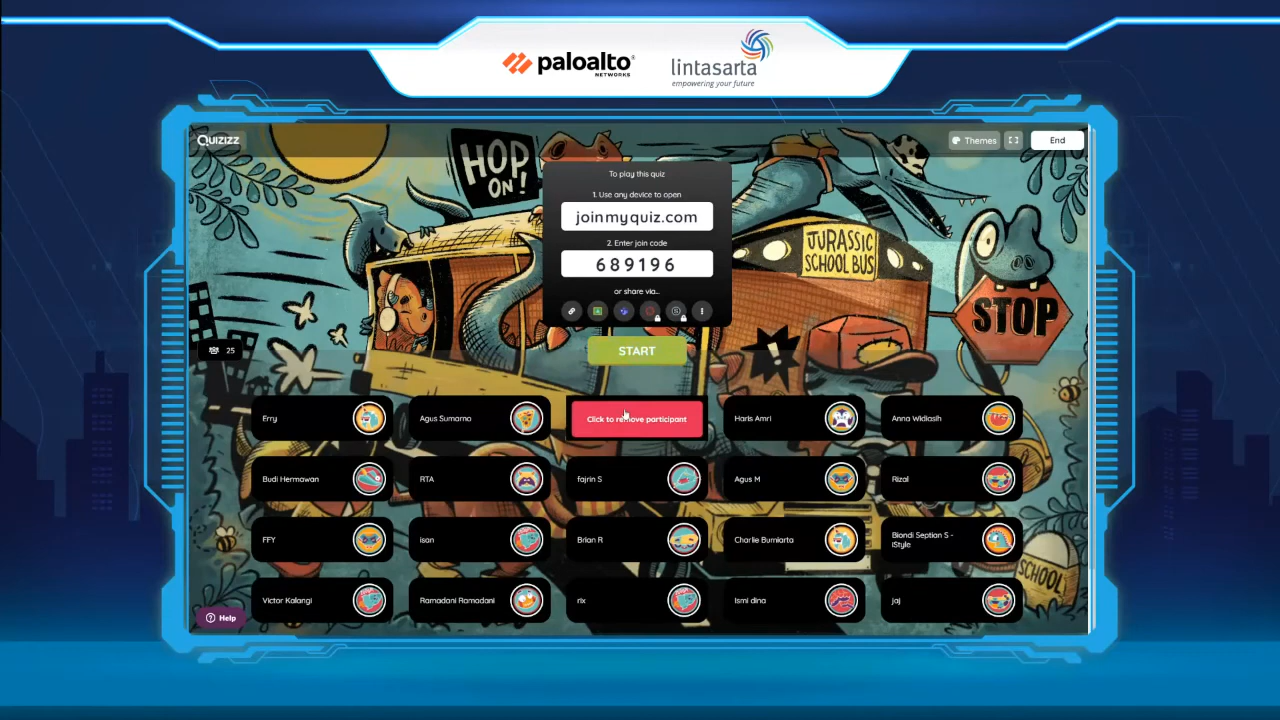 paloalto
NETWORKS
lintasarta
empowering your future
QUIZIZZ
Themes
End
HOP
ON!
To play this quiz
1. Use any device to open
joinmyquiz.com
2. Enter join code
689196
or share via...
JURASSIC
SCHOOL BUS
STOP
25
START
!
Erry
Agus Sumarno
Click to remove participant
Haris Amri
Anna Widiasih
Budi Hermawan
RTA
fajrin S
Agus M
Rizal
FFY
isan
Brian R
Charlie Bumiarta
Biondi Septian S -
iStyle
SCHOOL
Victor Kalangi
Ramadani Ramadani
rix
Ismi dina
jaj
Help